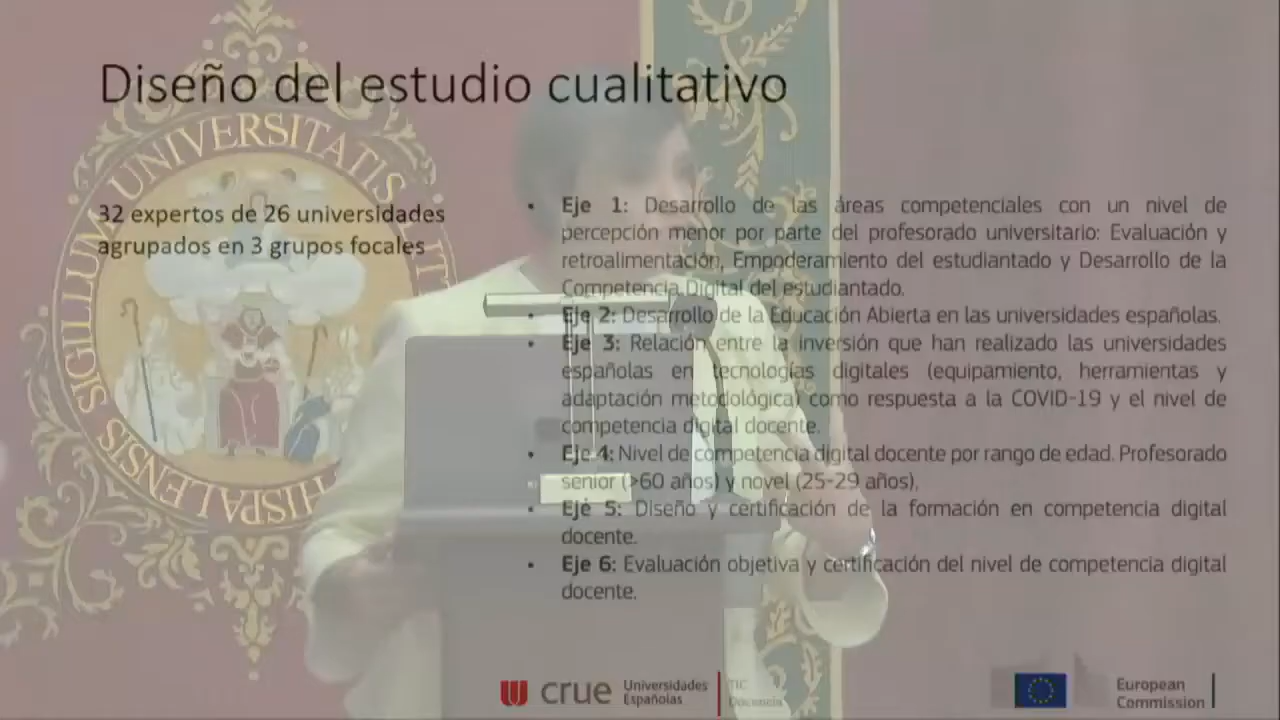 Diseño del estudio cualitativo
32 expertos de 26 universidades
agrupados en 3 grupos focales
• Eje 1: Desarrollo de las áreas competenciales con un nivel de
percepción menor por parte del profesorado universitario: Evaluación y
retroalimentación, Empoderamiento del estudiantado y Desarrollo de la
Competencia Digital del estudiantado.
• Eje 2: Desarrollo de la Educación Abierta en las universidades españolas.
• Eje 3: Relación entre la inversión que han realizado las universidades
españolas en tecnologías digitales (equipamiento, herramientas y
adaptación metodológica) como respuesta a la COVID-19 y el nivel de
competencia digital docente.
• Eje 4: Nivel de competencia digital docente por rango de edad. Profesorado
senior (>60 años) y novel (25-29 años).
• Eje 5: Diseño y certificación de la formación en competencia digital
docente.
• Eje 6: Evaluación objetiva y certificación del nivel de competencia digital
docente.
SIGILLUM UNIVERSITATIS
HISPALENSIS
crue Universidades
Españolas
TIC
Docencia
European
Commission